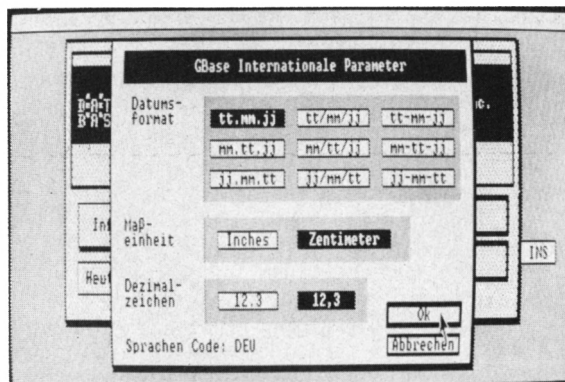 GBase Internationale Parameter
Datums-
format
tt.mm.jj tt/mm/jj tt-mm-jj
mm.tt.jj mm/tt/jj mm-tt-jj
jj.mm.tt jj/mm/tt jj-mm-tt
Maß-
einheit
Inches Zentimeter
Dezimal-
zeichen
12.3 12,3
Ok
Sprachen Code: DEU
Abbrechen
INS